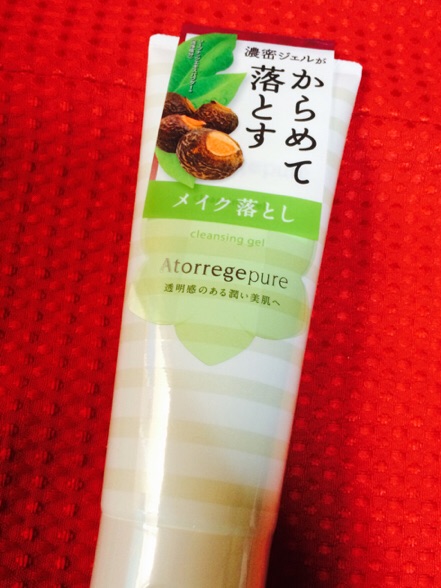 濃密ジェルが
からめて
落とす
メイク落とし
cleansing gel
Atorregepure
透明感のある潤い美肌へ